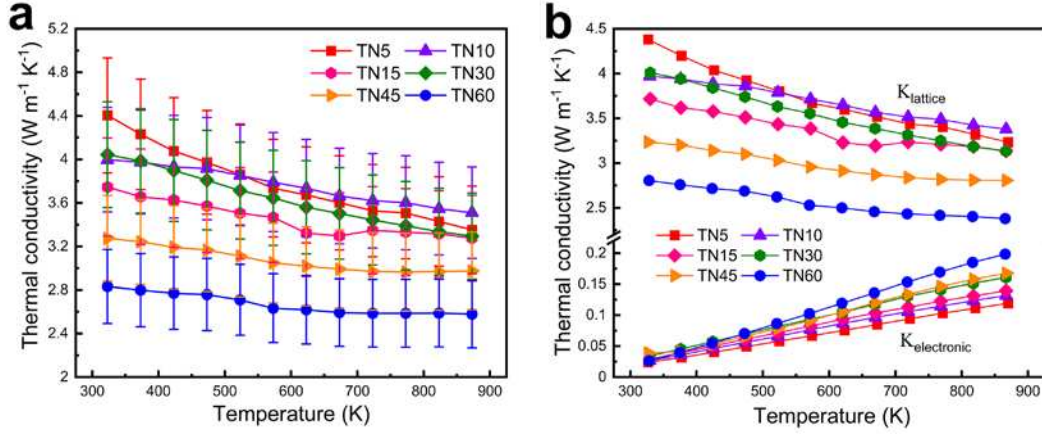 a
Thermal conductivity (W m⁻¹ K⁻¹)
5.2
4.8
4.4
4
3.6
3.2
2.8
2.4
2
TN5 TN10
TN15 TN30
TN45 TN60
300 400 500 600 700 800 900
Temperature (K)
b
Thermal conductivity (W m⁻¹ K⁻¹)
4.5
4
3.5
3
2.5
0.2
0.15
0.1
0.05
0
K_lattice
TN5 TN10
TN15 TN30
TN45 TN60
K_electronic
300 400 500 600 700 800 900
Temperature (K)